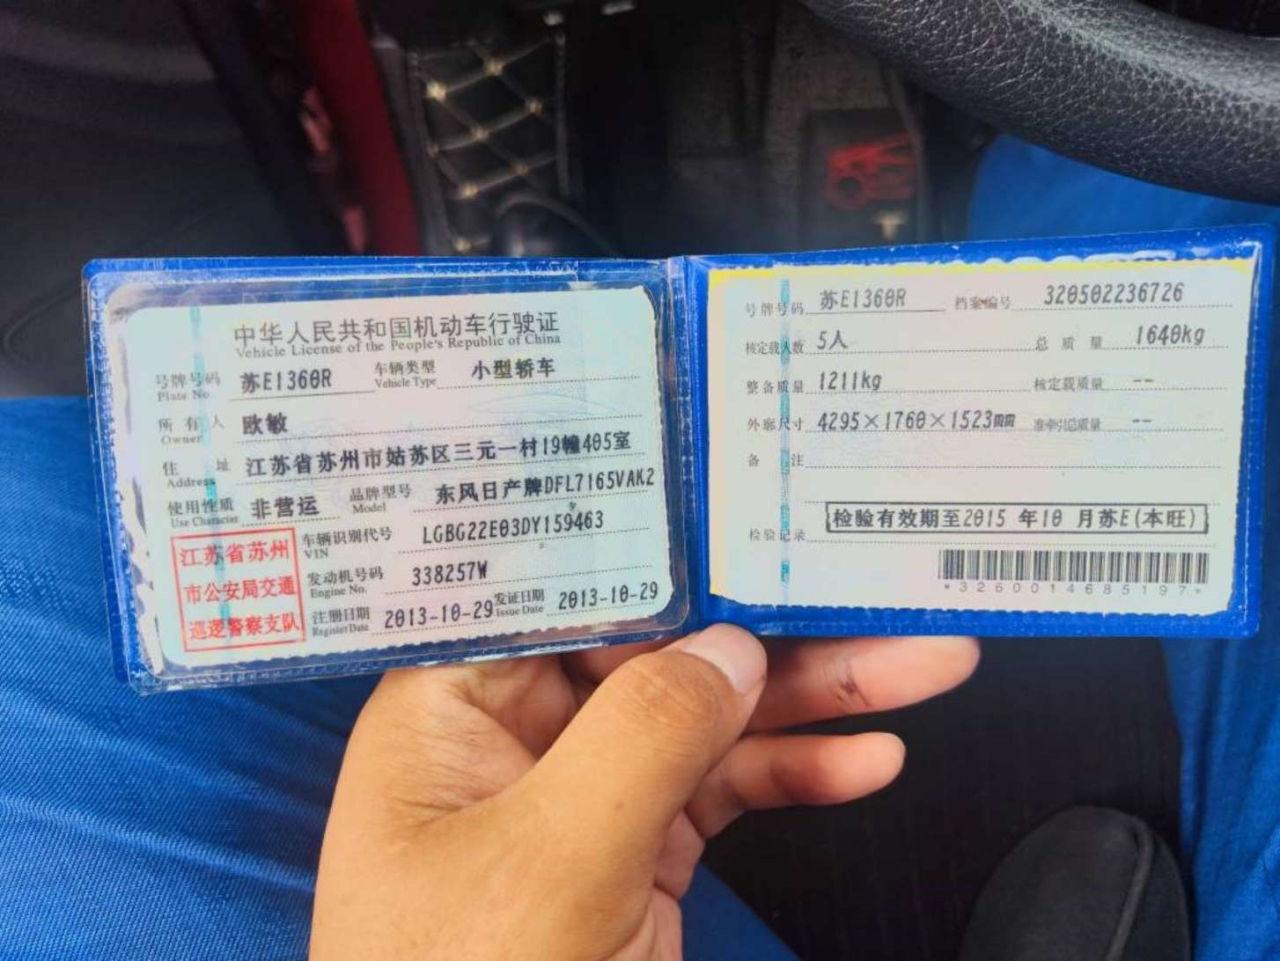 中华人民共和国机动车行驶证
Vehicle License of the People's Republic of China
号牌号码 苏E1360R 车辆类型 小型轿车
Plate No. Vehicle Type
所有人 欧敏
Owner
住址 江苏省苏州市姑苏区三元一村19幢405室
Address
使用性质 非营运 品牌型号 东风日产牌DFL7165VAK2
Use Character Model
江苏省苏州
市公安局交通
巡逻警察支队
车辆识别代号 LGBG22E03DY159463
VIN
发动机号码 338257W
Engine No.
注册日期 2013-10-29 发证日期 2013-10-29
Register Date Issue Date
号牌号码 苏E1360R 档案编号 320502236726
核定载人数 5人 总质量 1640kg
整备质量 1211kg 核定载质量 --
外廓尺寸 4295×1760×1523mm 准牵引总质量 --
备注
检验记录 检验有效期至2015 年10 月苏E(本旺)
*3260014685197*